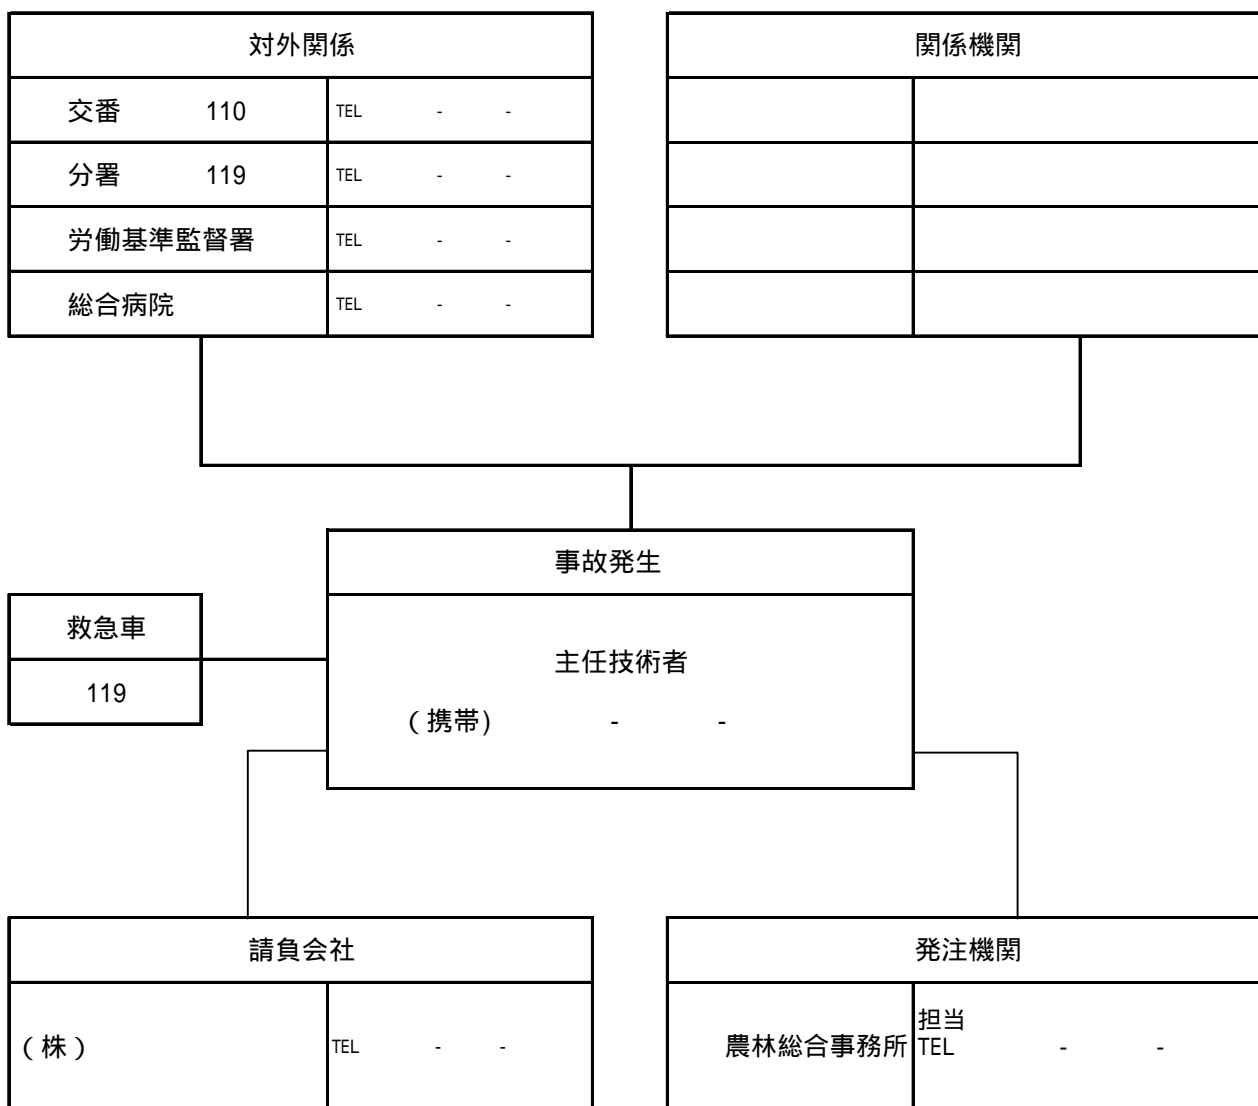 対外関係
交番 110 TEL - -
分署 119 TEL - -
労働基準監督署 TEL - -
総合病院 TEL - -
関係機関
事故発生
主任技術者
(携帯) - -
救急車
119
請負会社
(株) TEL - -
発注機関
農林総合事務所
担当
TEL - -